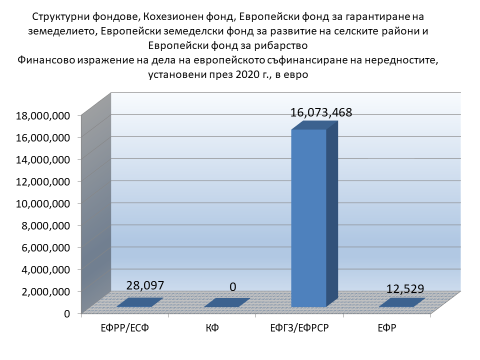 Структурни фондове, Кохезионен фонд, Европейски фонд за гарантиране на
земеделието, Европейски земеделски фонд за развитие на селските райони и
Европейски фонд за рибарство
Финансово изражение на дела на европейското съфинансиране на нередностите,
установени през 2020 г., в евро
18,000,000
16,000,000
14,000,000
12,000,000
10,000,000
8,000,000
6,000,000
4,000,000
2,000,000
0
28,097
0
16,073,468
12,529
ЕФРР/ЕСФ
КФ
ЕФГЗ/ЕФРСР
ЕФР